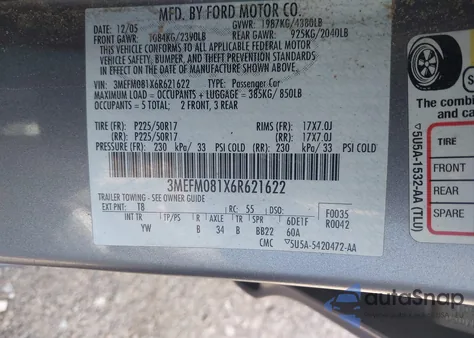 MFD. BY FORD MOTOR CO.
12/05 GVWR: 1987KG/4380LB
FRONT GAWR: 1084KG/2390LB REAR GAWR: 925KG/2040LB
THIS VEHICLE CONFORMS TO ALL APPLICABLE FEDERAL MOTOR
VEHICLE SAFETY, BUMPER, AND THEFT PREVENTION STANDARDS IN
EFFECT ON THE DATE OF MANUFACTURE SHOWN ABOVE.
VIN: 3MEFM081X6R621622 TYPE: Passenger Car
MAXIMUM LOAD = OCCUPANTS + LUGGAGE = 385KG/ 850LB
OCCUPANTS = 5 TOTAL; 2 FRONT, 3 REAR
TIRE (FR): P225/50R17 RIMS (FR): 17X7.0J
(RR): P225/50R17 (RR): 17X7.0J
PRESSURE (FR): 230 kPa/ 33 PSI COLD (RR): 230 kPa/ 33 PSI COLD
3MEFM081X6R621622
TRAILER TOWING - SEE OWNER GUIDE
EXT PNT: T8 RC: 55 DSO: F0035
INT TR TP/PS R AXLE TR SPR 6DE1F R0042
YW B 34 B BB22 60A
CMC ▽5U5A-5420472-AA
The combin
and ca
TIRE
FRONT
REAR
SPARE
▽5U5A-1532-AA (TLU)
autoSnap